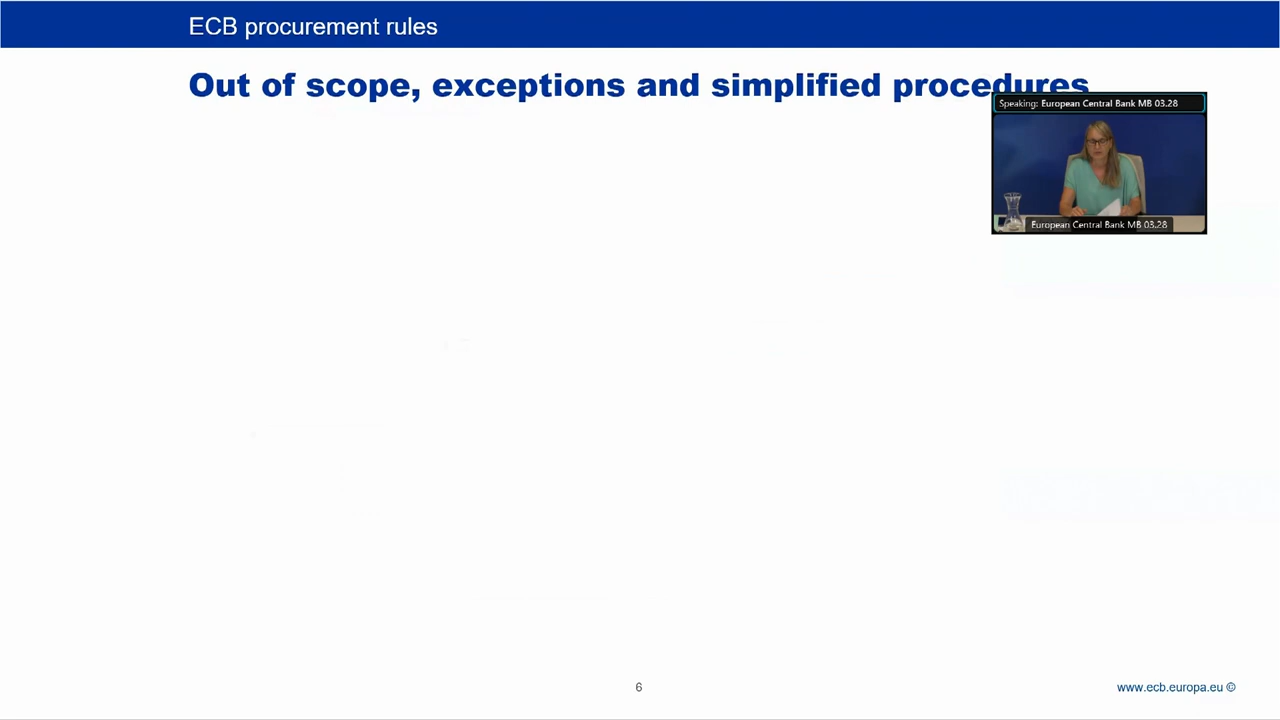 ECB procurement rules
Out of scope, exceptions and simplified procedures
Speaking: European Central Bank MB 03.28
European Central Bank MB 03.28
6
www.ecb.europa.eu ©